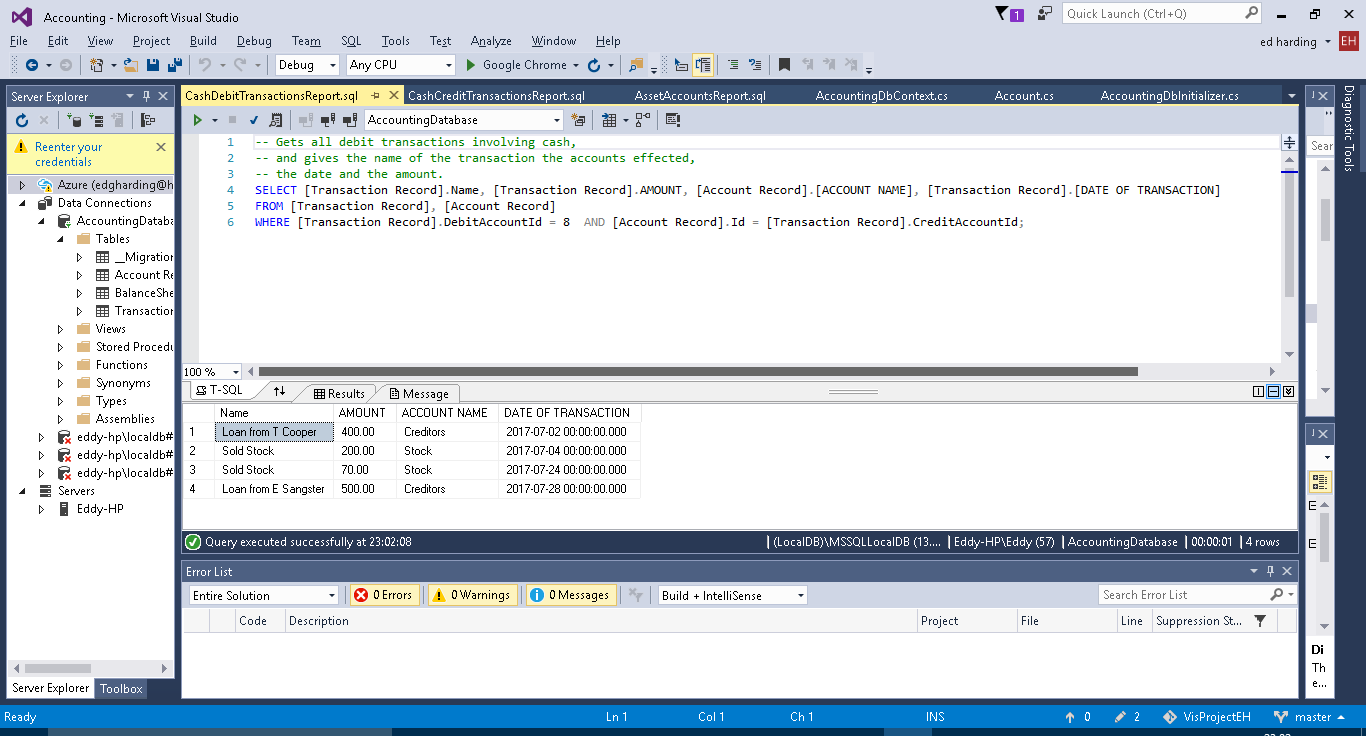 Accounting - Microsoft Visual Studio
1
Quick Launch (Ctrl+Q)
File Edit View Project Build Debug Team SQL Tools Test Analyze Window Help
ed harding
EH
Debug Any CPU Google Chrome
Server Explorer
CashDebitTransactionsReport.sql CashCreditTransactionsReport.sql AssetAccountsReport.sql AccountingDbContext.cs Account.cs AccountingDbInitializer.cs
Diagnostic Tools
AccountingDatabase
Reenter your
credentials
Sear
Azure (edgharding@h
Data Connections
AccountingDataba
Tables
__Migration
Account Re
BalanceShe
Transaction
Views
Stored Procedu
Functions
Synonyms
Types
Assemblies
eddy-hp\localdb#
eddy-hp\localdb#
eddy-hp\localdb#
Servers
Eddy-HP
Server Explorer Toolbox
1 -- Gets all debit transactions involving cash,
2 -- and gives the name of the transaction the accounts effected,
3 -- the date and the amount.
4 SELECT [Transaction Record].Name, [Transaction Record].AMOUNT, [Account Record].[ACCOUNT NAME], [Transaction Record].[DATE OF TRANSACTION]
5 FROM [Transaction Record], [Account Record]
6 WHERE [Transaction Record].DebitAccountId = 8 AND [Account Record].Id = [Transaction Record].CreditAccountId;
100 %
T-SQL Results Message
Name AMOUNT ACCOUNT NAME DATE OF TRANSACTION
1 Loan from T Cooper 400.00 Creditors 2017-07-02 00:00:00.000
2 Sold Stock 200.00 Stock 2017-07-04 00:00:00.000
3 Sold Stock 70.00 Stock 2017-07-24 00:00:00.000
4 Loan from E Sangster 500.00 Creditors 2017-07-28 00:00:00.000
Query executed successfully at 23:02:08 (LocalDB)\MSSQLLocalDB (13.... Eddy-HP\Eddy (57) AccountingDatabase 00:00:01 4 rows
Error List
Entire Solution 0 Errors 0 Warnings 0 Messages Build + IntelliSense Search Error List
Code Description Project File Line Suppression St...
Di
Th
e...
Ready Ln 1 Col 1 Ch 1 INS 0 2 VisProjectEH master